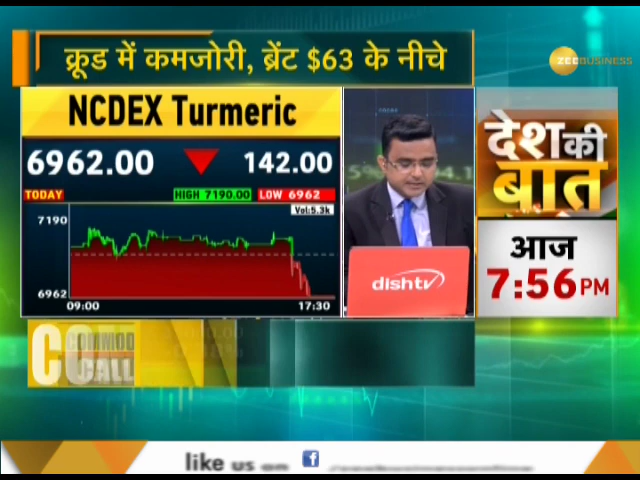 क्रूड में कमजोरी, ब्रेंट $63 के नीचे
ZEE BUSINESS
NCDEX Turmeric
6962.00 142.00
TODAY HIGH 7190.00 LOW 6962
Vol:5.3k
7190
6962
09:00 17:30
dishtv
देश की
बात
आज
7:56 PM
COMMOD
CALL
like us on